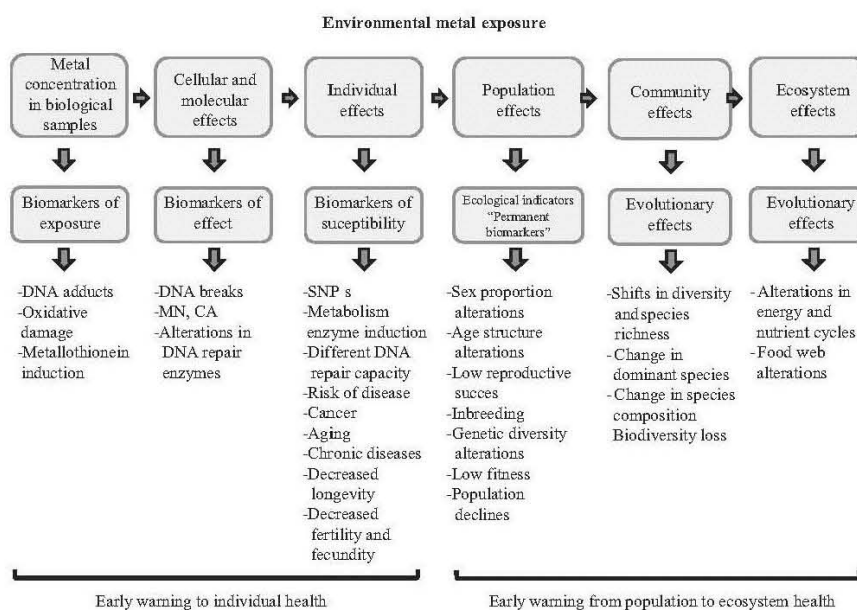 Environmental metal exposure
Metal
concentration
in biological
samples
Cellular and
molecular
effects
Individual
effects
Population
effects
Community
effects
Ecosystem
effects
Biomarkers of
exposure
Biomarkers of
effect
Biomarkers of
suceptibility
Ecological indicators
“Permanent
biomarkers”
Evolutionary
effects
Evolutionary
effects
-DNA adducts
-Oxidative
damage
-Metallothionein
induction
-DNA breaks
-MN, CA
-Alterations in
DNA repair
enzymes
-SNP s
-Metabolism
enzyme induction
-Different DNA
repair capacity
-Risk of disease
-Cancer
-Aging
-Chronic diseases
-Decreased
longevity
-Decreased
fertility and
fecundity
-Sex proportion
alterations
-Age structure
alterations
-Low reproductive
succes
-Inbreeding
-Genetic diversity
alterations
-Low fitness
-Population
declines
-Shifts in diversity
and species
richness
-Change in
dominant species
-Change in species
composition
Biodiversity loss
-Alterations in
energy and
nutrient cycles
-Food web
alterations
Early warning to individual health
Early warning from population to ecosystem health